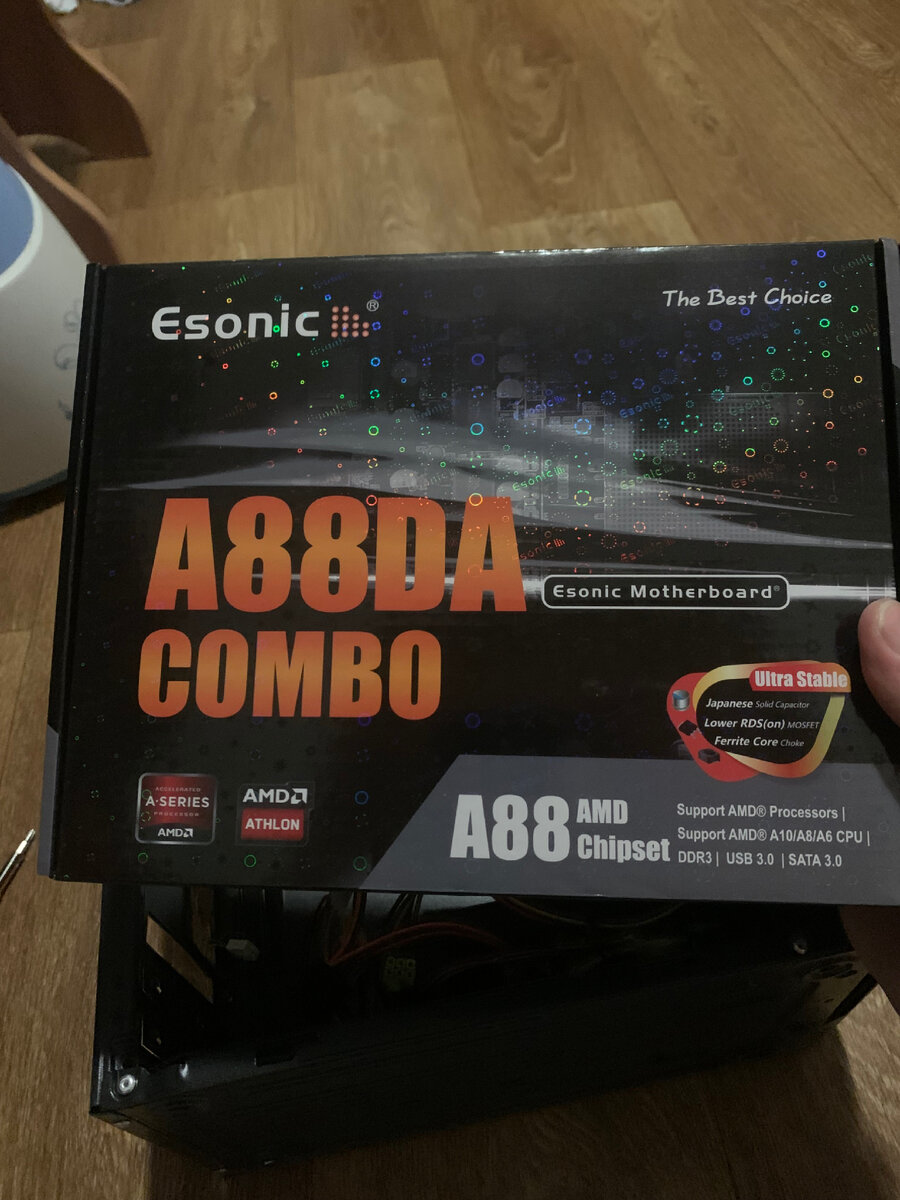 Esonic ®
The Best Choice
A88DA
COMBO
Esonic Motherboard®
Ultra Stable
Japanese Solid Capacitor
Lower RDS(on) MOSFET
Ferrite Core Choke
ACCELERATED
A-SERIES
PROCESSOR
AMD
AMD
ATHLON
A88 AMD
Chipset
Support AMD® Processors |
Support AMD® A10/A8/A6 CPU |
DDR3 | USB 3.0 | SATA 3.0